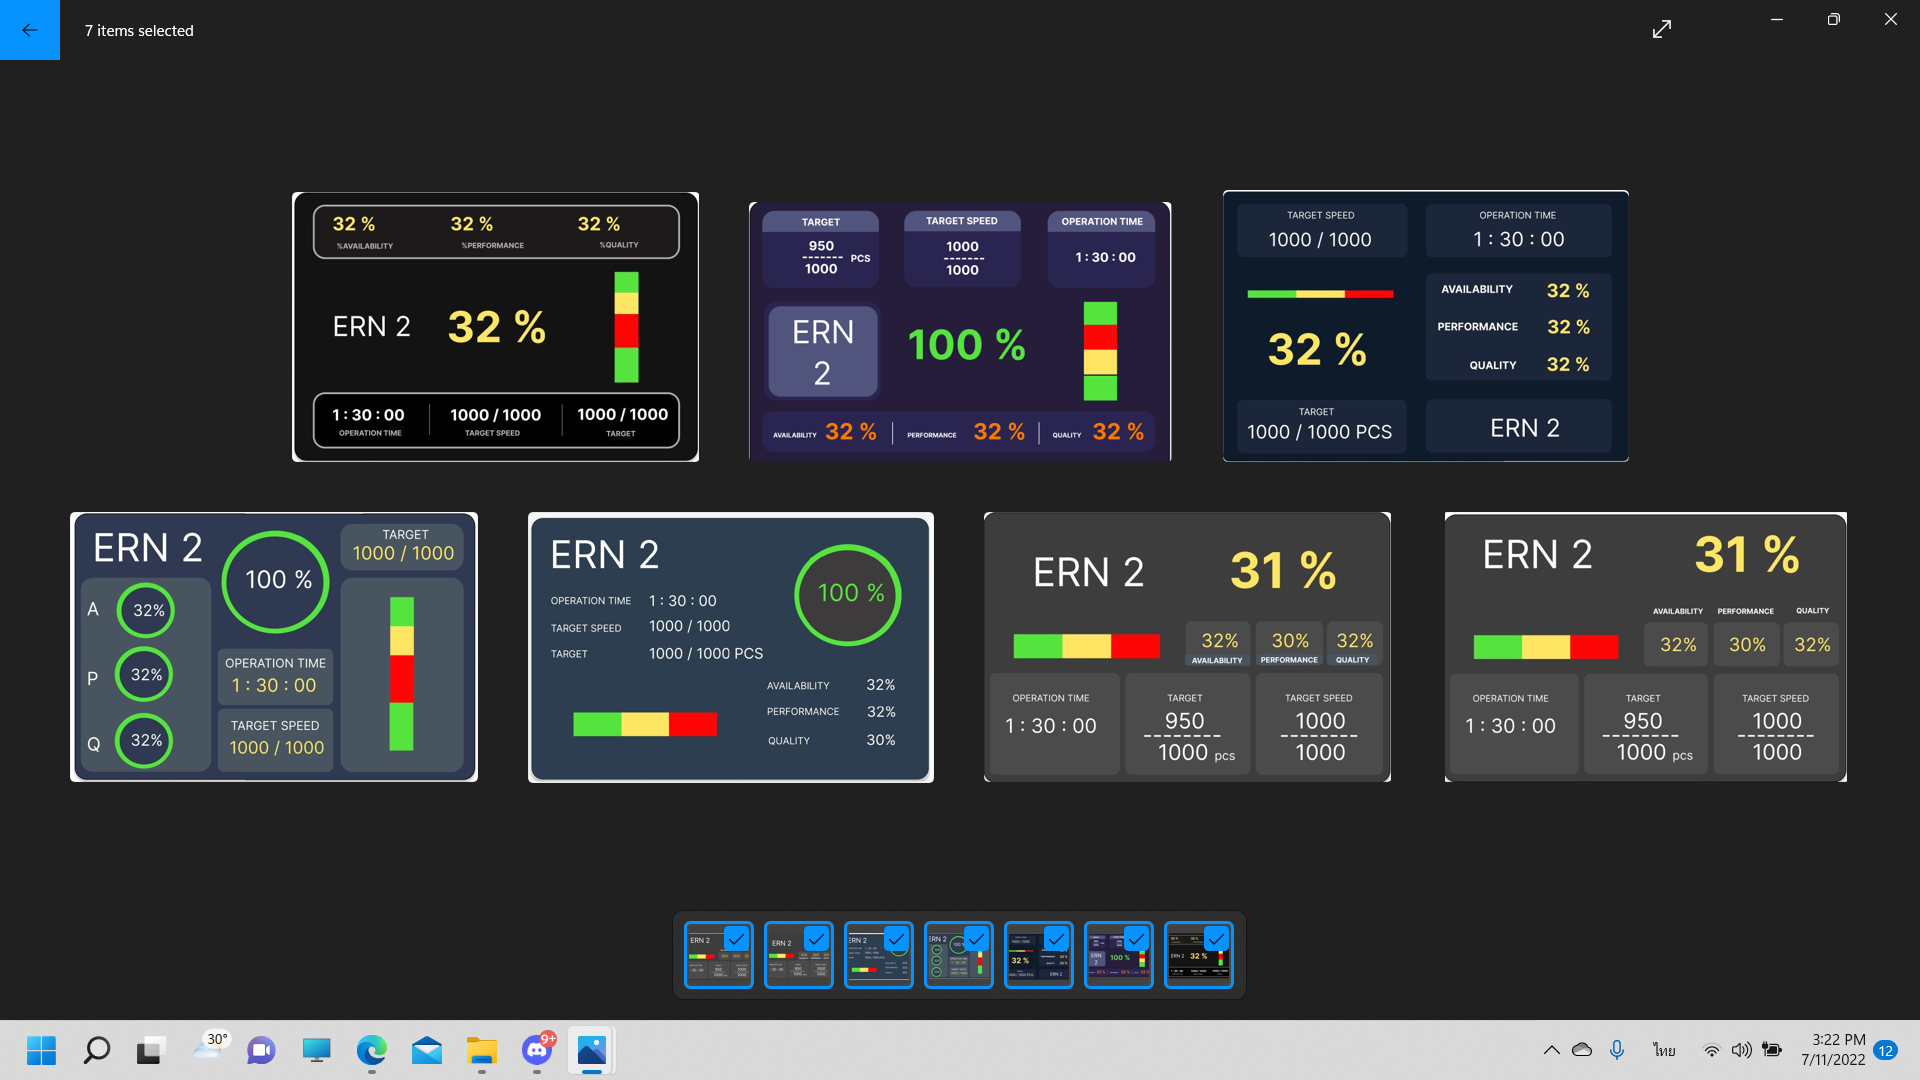 7 items selected
32 % 32 % 32 %
%AVAILABILITY %PERFORMANCE %QUALITY
ERN 2 32 %
1 : 30 : 00 1000 / 1000 1000 / 1000
OPERATION TIME TARGET SPEED TARGET
TARGET TARGET SPEED OPERATION TIME
950 1000
------- PCS ------- 1 : 30 : 00
1000 1000
ERN
2
100 %
AVAILABILITY 32 % PERFORMANCE 32 % QUALITY 32 %
TARGET SPEED OPERATION TIME
1000 / 1000 1 : 30 : 00
AVAILABILITY 32 %
PERFORMANCE 32 %
QUALITY 32 %
32 %
TARGET
1000 / 1000 PCS
ERN 2
ERN 2
100 %
TARGET
1000 / 1000
A 32%
P 32%
Q 32%
OPERATION TIME
1 : 30 : 00
TARGET SPEED
1000 / 1000
ERN 2
100 %
OPERATION TIME 1 : 30 : 00
TARGET SPEED 1000 / 1000
TARGET 1000 / 1000 PCS
AVAILABILITY 32%
PERFORMANCE 32%
QUALITY 30%
ERN 2 31 %
32% 30% 32%
AVAILABILITY PERFORMANCE QUALITY
OPERATION TIME TARGET TARGET SPEED
1 : 30 : 00 950 1000
-------- --------
1000 pcs 1000
ERN 2 31 %
AVAILABILITY PERFORMANCE QUALITY
32% 30% 32%
OPERATION TIME TARGET TARGET SPEED
1 : 30 : 00 950 1000
-------- --------
1000 pcs 1000
30°
9+
ไทย
3:22 PM
7/11/2022
12